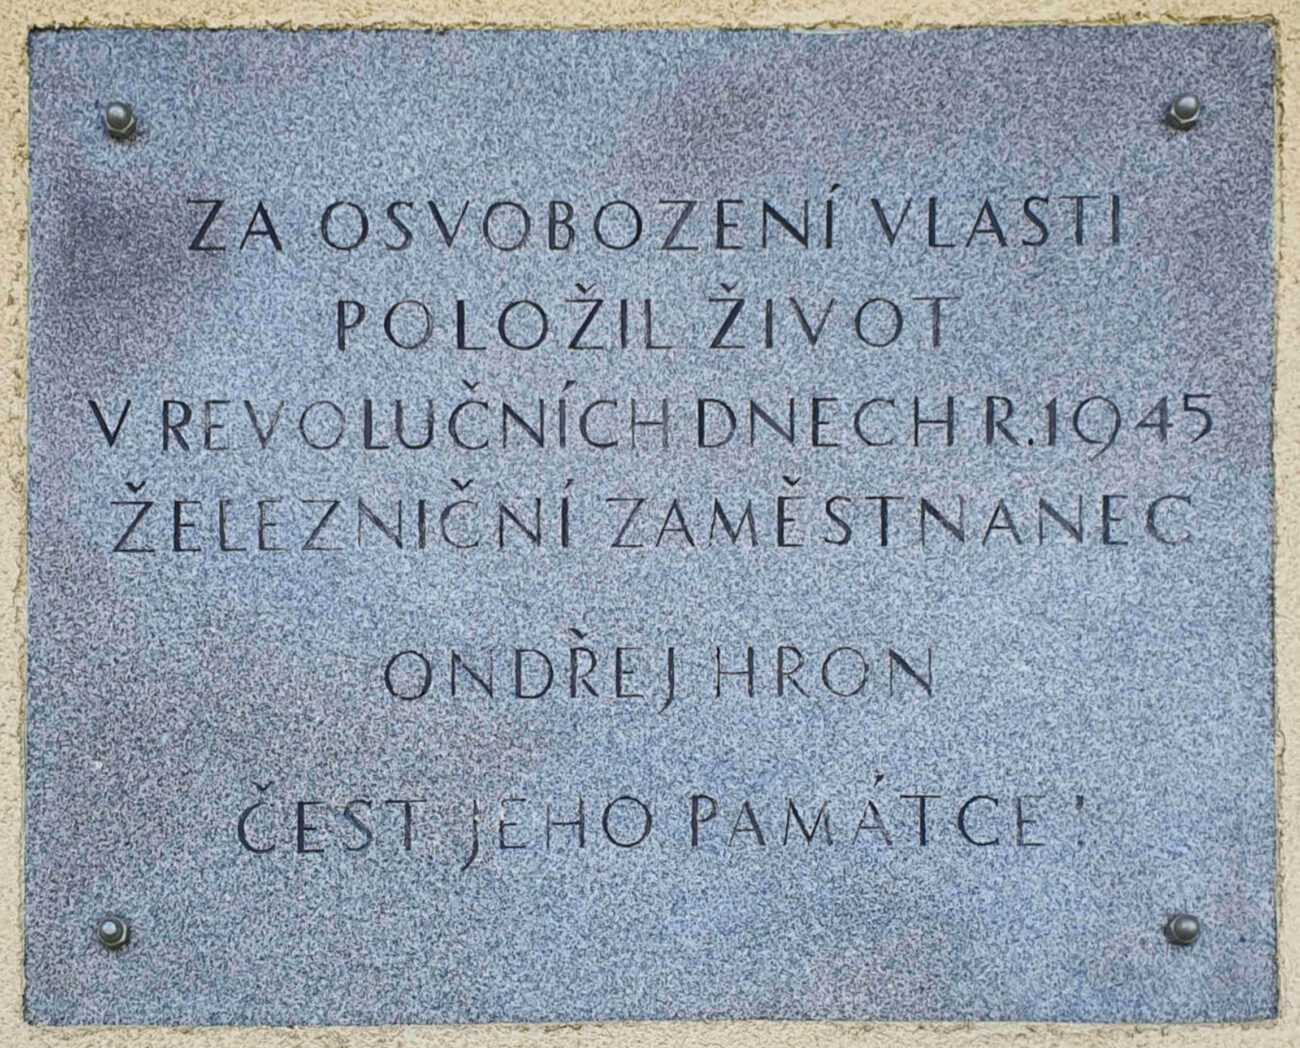 ZA OSVOBOZENÍ VLASTI
POLOŽIL ŽIVOT
V REVOLUČNÍCH DNECH R.1945
ŽELEZNIČNÍ ZAMĚSTNANEC
ONDŘEJ HRON
ČEST JEHO PAMÁTCE!